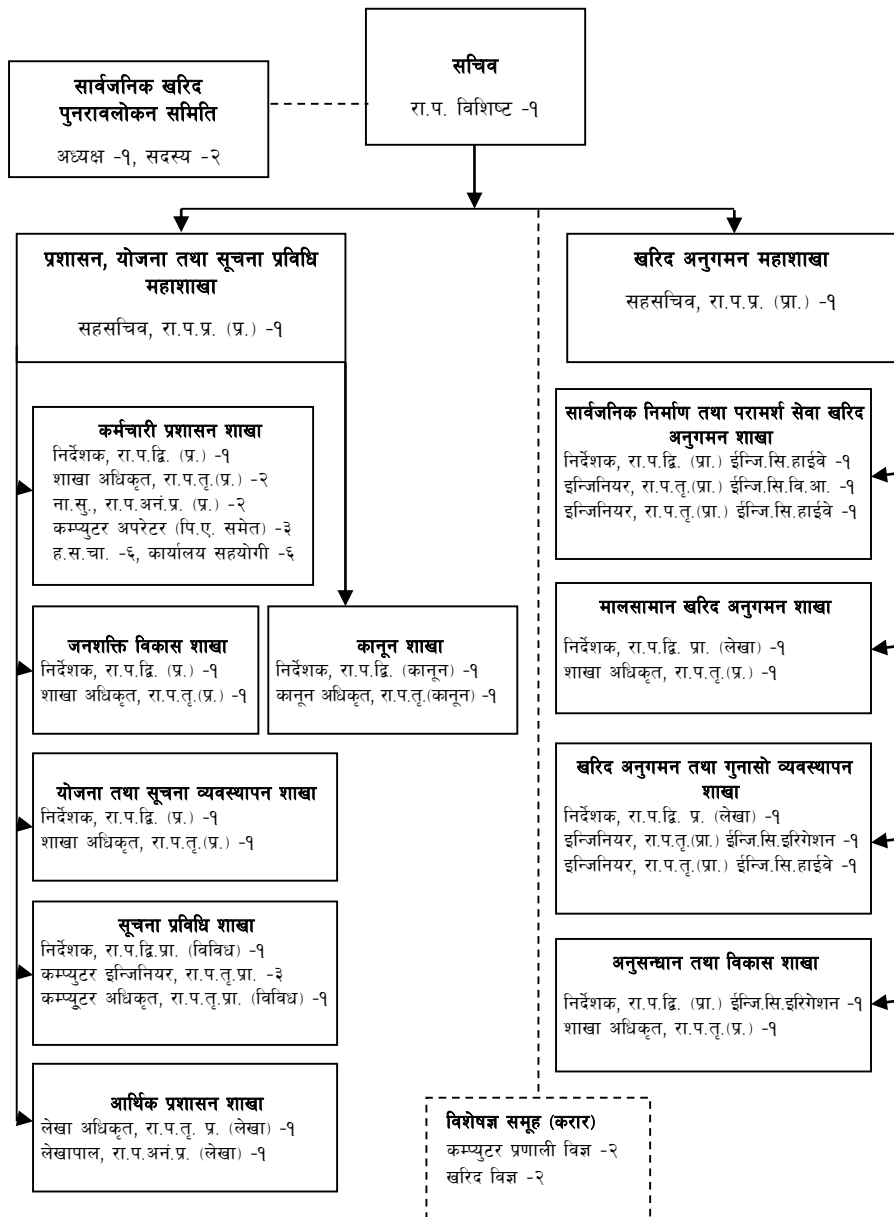 सचिव
रा.प. विशिष्ट -१
सार्वजनिक खरिद
पुनरावलोकन समिति
अध्यक्ष -१, सदस्य -२
प्रशासन, योजना तथा सूचना प्रविधि
महाशाखा
सहसचिव, रा.प.प्र. (प्र.) -१
खरिद अनुगमन महाशाखा
सहसचिव, रा.प.प्र. (प्रा.) -१
कर्मचारी प्रशासन शाखा
निर्देशक, रा.प.द्वि. (प्र.) -१
शाखा अधिकृत, रा.प.तृ.(प्र.) -२
ना.सु., रा.प.अनं.प्र. (प्र.) -२
कम्प्युटर अपरेटर (पि.ए. समेत) -३
ह.स.चा. -६, कार्यालय सहयोगी -६
जनशक्ति विकास शाखा
निर्देशक, रा.प.द्वि. (प्र.) -१
शाखा अधिकृत, रा.प.तृ.(प्र.) -१
कानून शाखा
निर्देशक, रा.प.द्वि. (कानून) -१
कानून अधिकृत, रा.प.तृ.(कानून) -१
योजना तथा सूचना व्यवस्थापन शाखा
निर्देशक, रा.प.द्वि. (प्र.) -१
शाखा अधिकृत, रा.प.तृ.(प्र.) -१
सूचना प्रविधि शाखा
निर्देशक, रा.प.द्वि.प्रा. (विविध) -१
कम्प्युटर इन्जिनियर, रा.प.तृ.प्रा. -३
कम्प्यूटर अधिकृत, रा.प.तृ.प्रा. (विविध) -१
आर्थिक प्रशासन शाखा
लेखा अधिकृत, रा.प.तृ. प्र. (लेखा) -१
लेखापाल, रा.प.अनं.प्र. (लेखा) -१
सार्वजनिक निर्माण तथा परामर्श सेवा खरिद
अनुगमन शाखा
निर्देशक, रा.प.द्वि. (प्रा.) ईन्जि.सि.हाईवे -१
इन्जिनियर, रा.प.तृ.(प्रा.) ईन्जि.सि.वि.आ. -१
इन्जिनियर, रा.प.तृ.(प्रा.) ईन्जि.सि.हाईवे -१
मालसामान खरिद अनुगमन शाखा
निर्देशक, रा.प.द्वि. प्रा. (लेखा) -१
शाखा अधिकृत, रा.प.तृ.(प्र.) -१
खरिद अनुगमन तथा गुनासो व्यवस्थापन
शाखा
निर्देशक, रा.प.द्वि. प्र. (लेखा) -१
इन्जिनियर, रा.प.तृ.(प्रा.) ईन्जि.सि.इरिगेशन -१
इन्जिनियर, रा.प.तृ.(प्रा.) ईन्जि.सि.हाईवे -१
अनुसन्धान तथा विकास शाखा
निर्देशक, रा.प.द्वि. (प्रा.) ईन्जि.सि.इरिगेशन -१
शाखा अधिकृत, रा.प.तृ.(प्र.) -१
विशेषज्ञ समूह (करार)
कम्प्युटर प्रणाली विज्ञ -२
खरिद विज्ञ -२